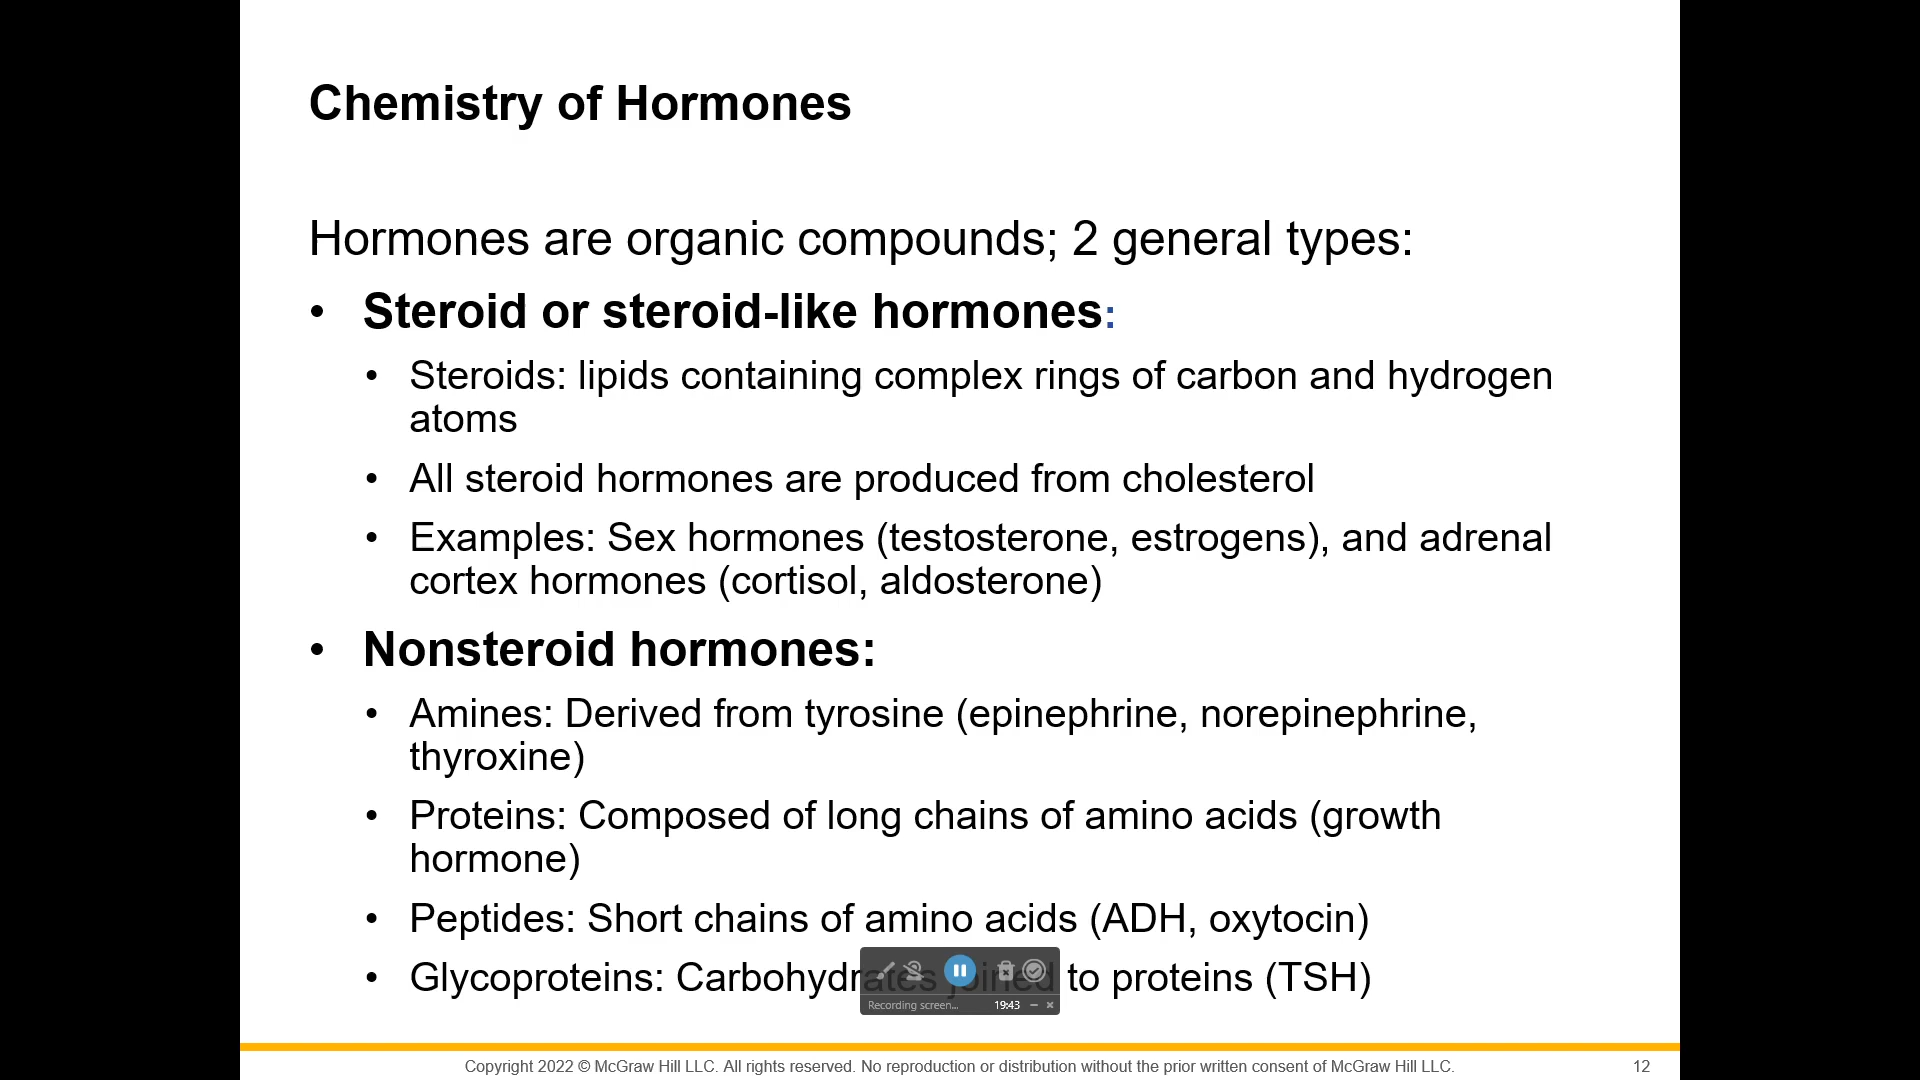 Chemistry of Hormones
Hormones are organic compounds; 2 general types:
• Steroid or steroid-like hormones:
• Steroids: lipids containing complex rings of carbon and hydrogen
atoms
• All steroid hormones are produced from cholesterol
• Examples: Sex hormones (testosterone, estrogens), and adrenal
cortex hormones (cortisol, aldosterone)
• Nonsteroid hormones:
• Amines: Derived from tyrosine (epinephrine, norepinephrine,
thyroxine)
• Proteins: Composed of long chains of amino acids (growth
hormone)
• Peptides: Short chains of amino acids (ADH, oxytocin)
• Glycoproteins: Carbohydrates joined to proteins (TSH)
Recording screen... 19:43
Copyright 2022 © McGraw Hill LLC. All rights reserved. No reproduction or distribution without the prior written consent of McGraw Hill LLC. 12